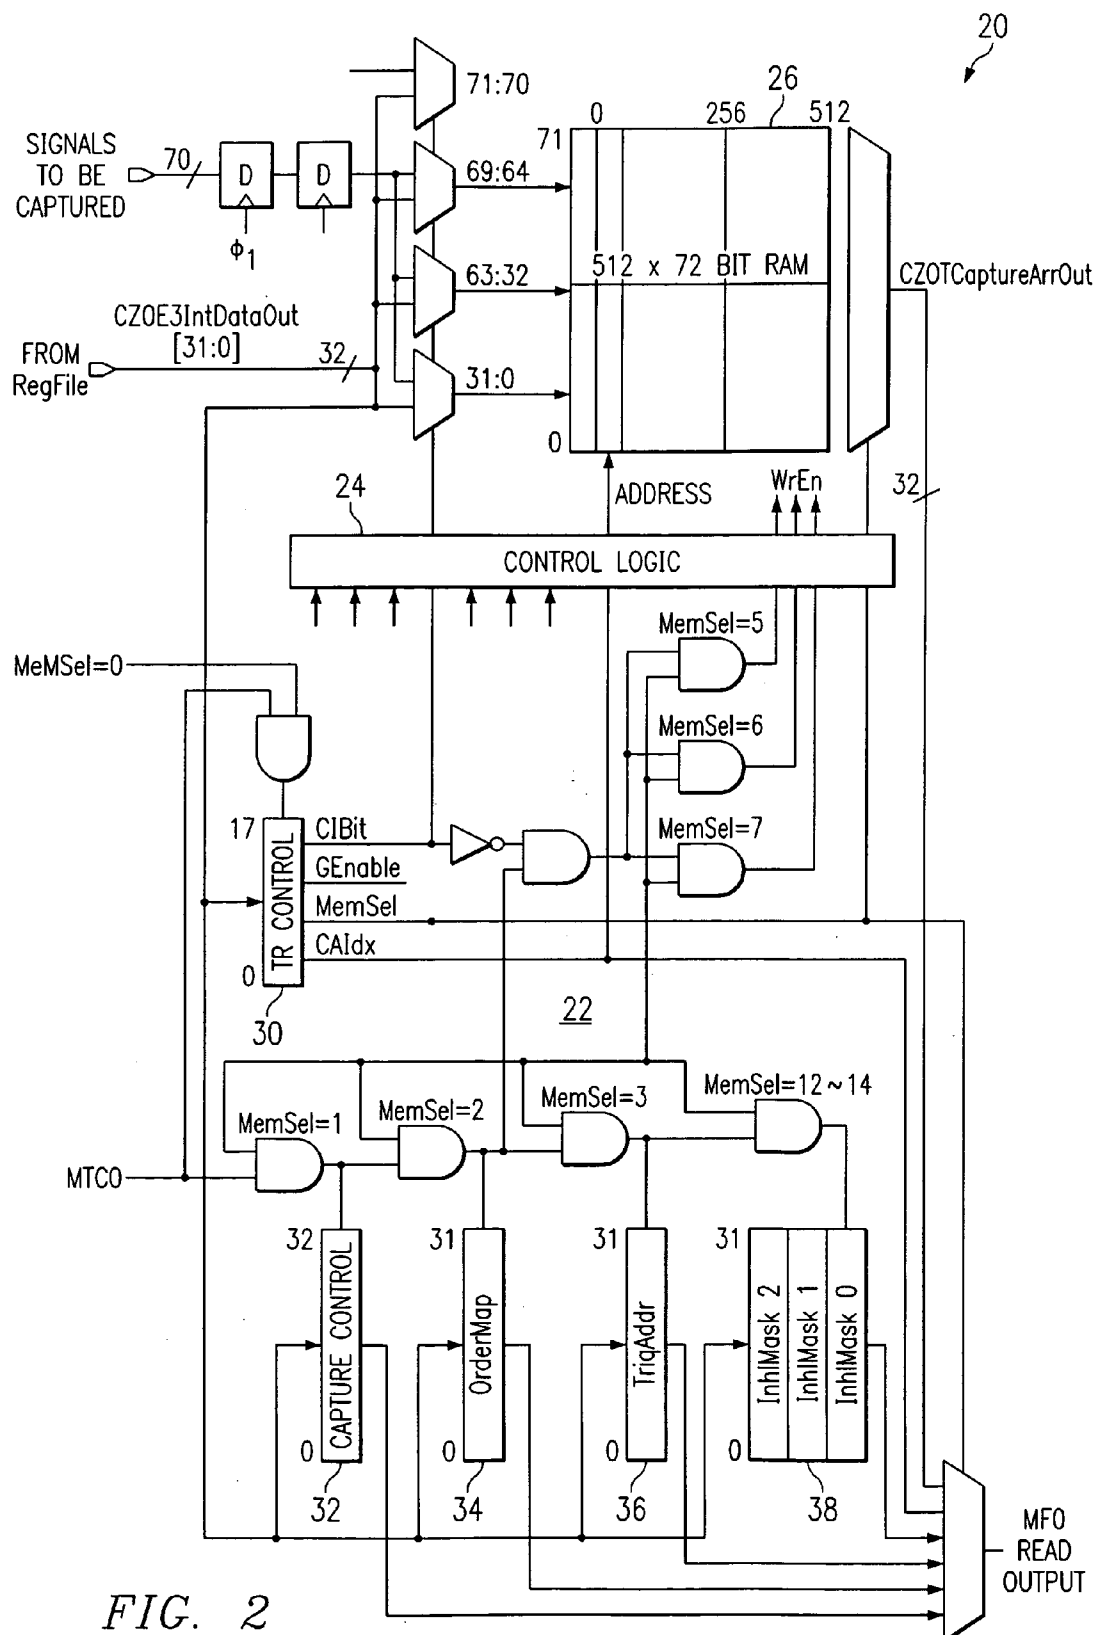 20
71:70
26
0
256
512
71
SIGNALS
TO BE
CAPTURED
70
D
D
69:64
ϕ1
512 x 72 BIT RAM
63:32
CZOTCaptureArrOut
CZOE3IntDataOut
[31:0]
FROM
RegFile
32
31:0
0
32
24
ADDRESS
WrEn
CONTROL LOGIC
MemSel=5
MeMSel=0
MemSel=6
17
CIBit
MemSel=7
GEnable
TR CONTROL
MemSel
CAIdx
0
30
22
MemSel=1
MemSel=2
MemSel=3
MemSel=12~14
MTCO
32
31
31
31
CAPTURE CONTROL
OrderMap
TriqAddr
InhlMask 2
InhlMask 1
InhlMask 0
0
0
0
0
32
34
36
38
MFO
READ
OUTPUT
FIG. 2